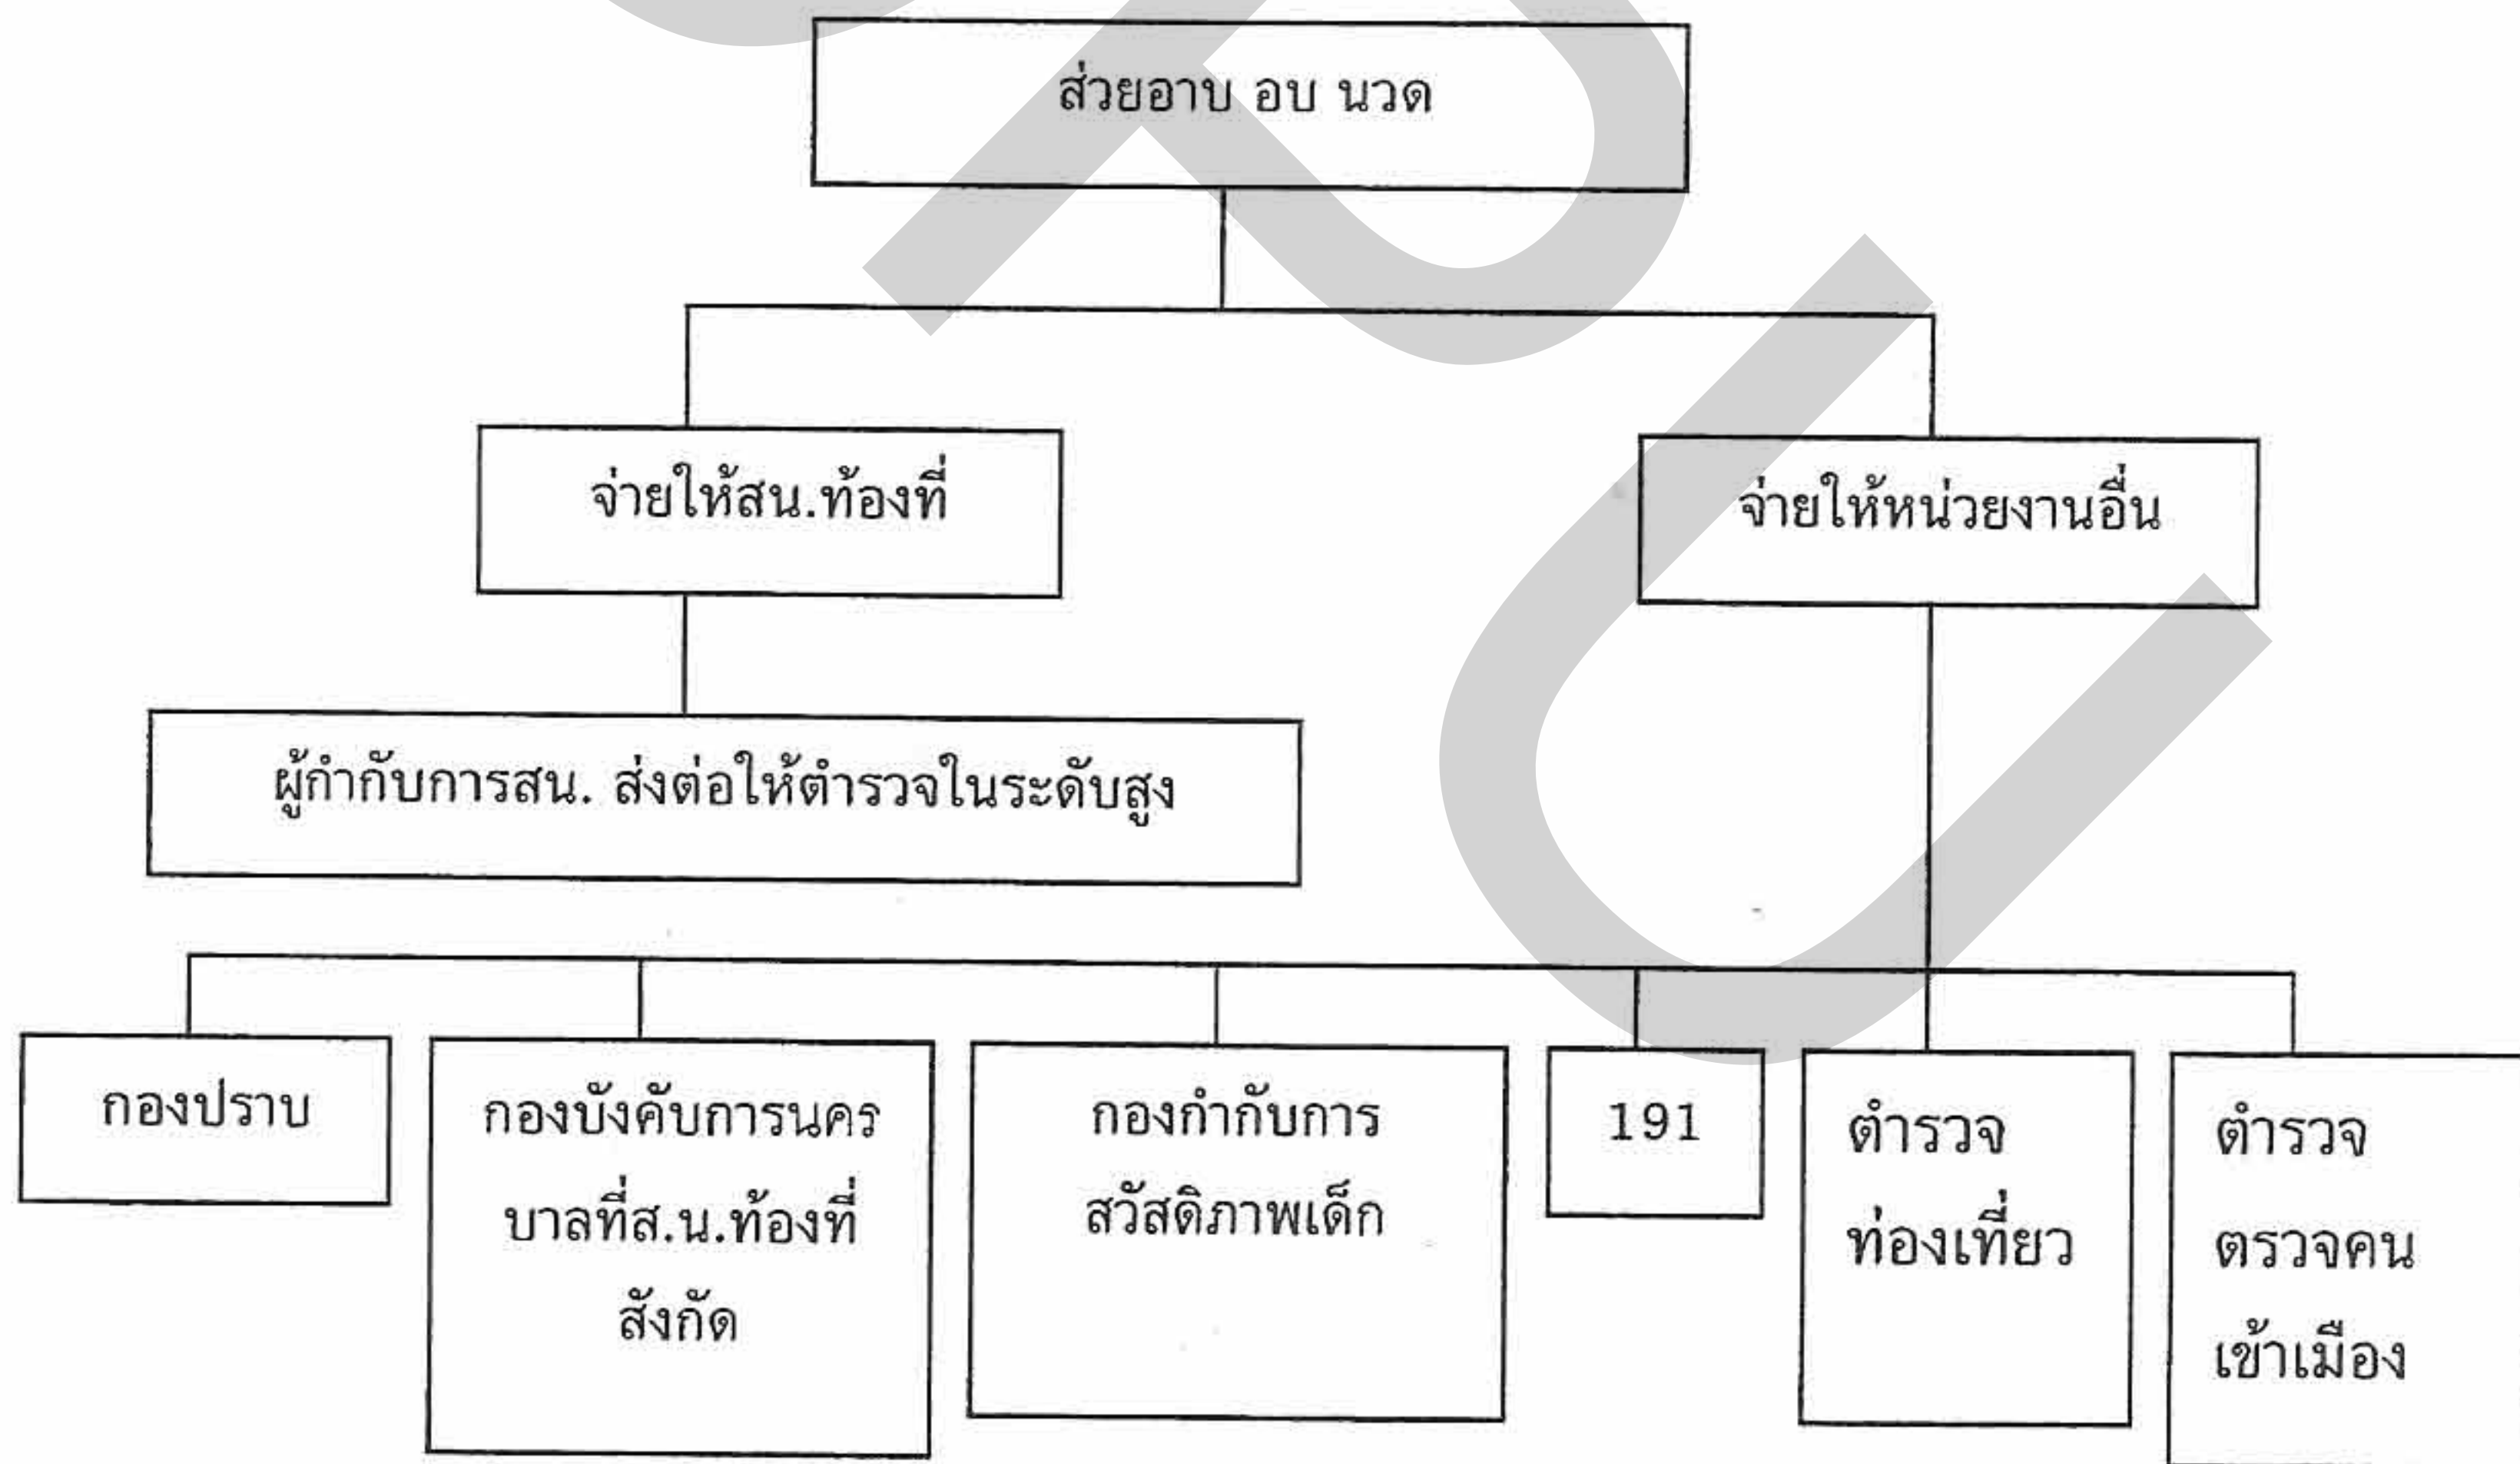 ส่วยอาบ อบ นวด
จ่ายให้สน.ท้องที่
จ่ายให้หน่วยงานอื่น
ผู้กำกับการสน. ส่งต่อให้ตำรวจในระดับสูง
กองปราบ
กองบังคับการนคร
บาลที่ส.น.ท้องที่
สังกัด
กองกำกับการ
สวัสดิภาพเด็ก
191
ตำรวจ
ท่องเที่ยว
ตำรวจ
ตรวจคน
เข้าเมือง